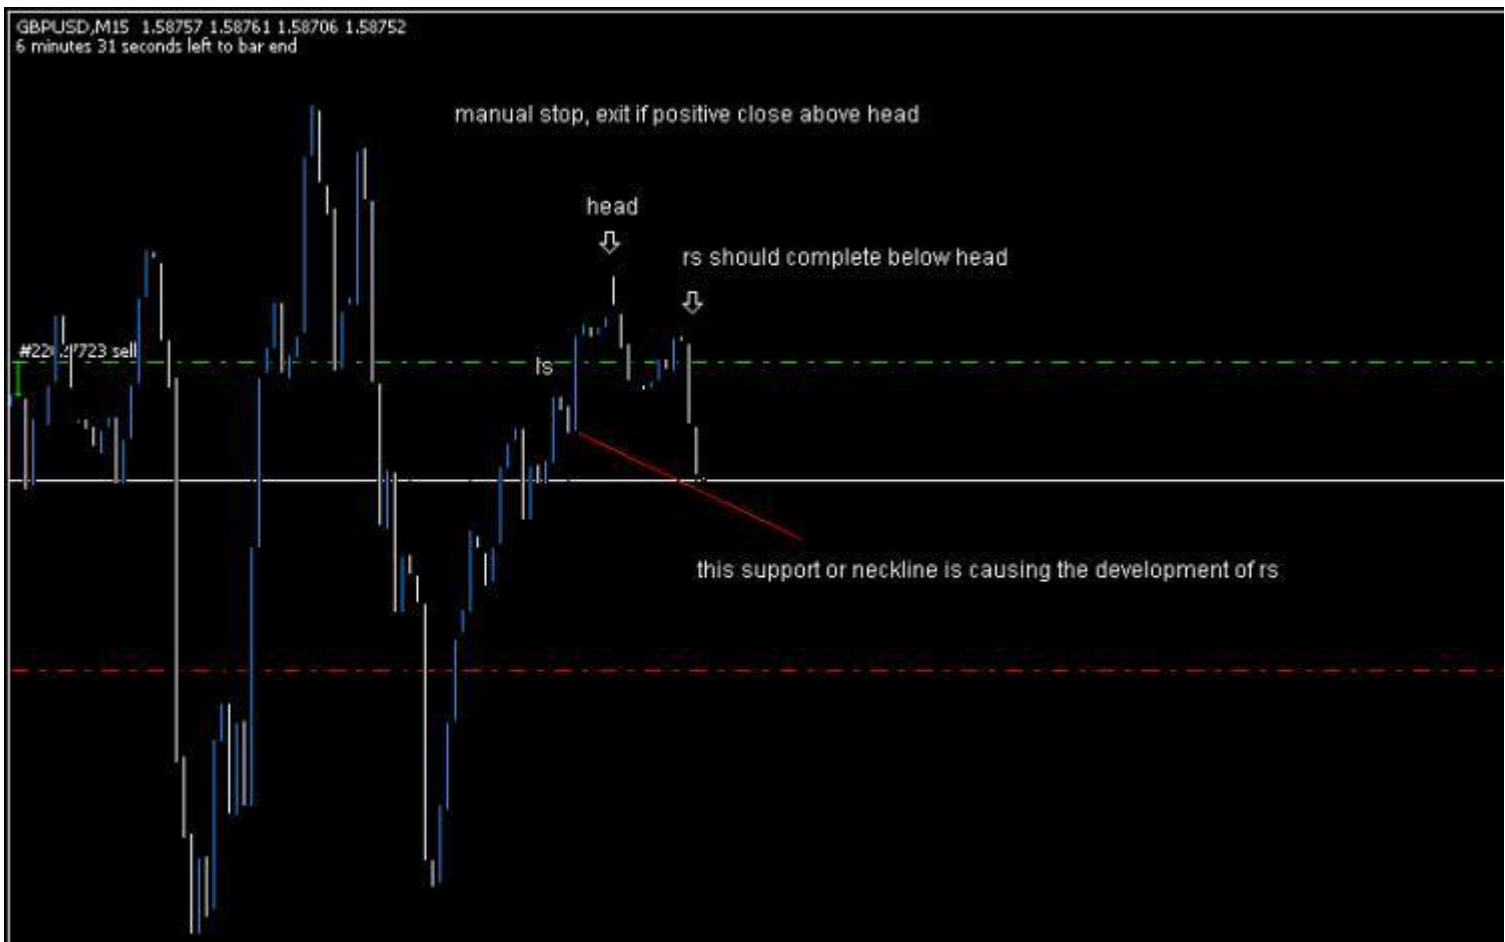 GBPUSD,M15 1.58757 1.58761 1.58706 1.58752
6 minutes 31 seconds left to bar end
manual stop, exit if positive close above head
head
rs should complete below head
sell
ls
this support or neckline is causing the development of rs